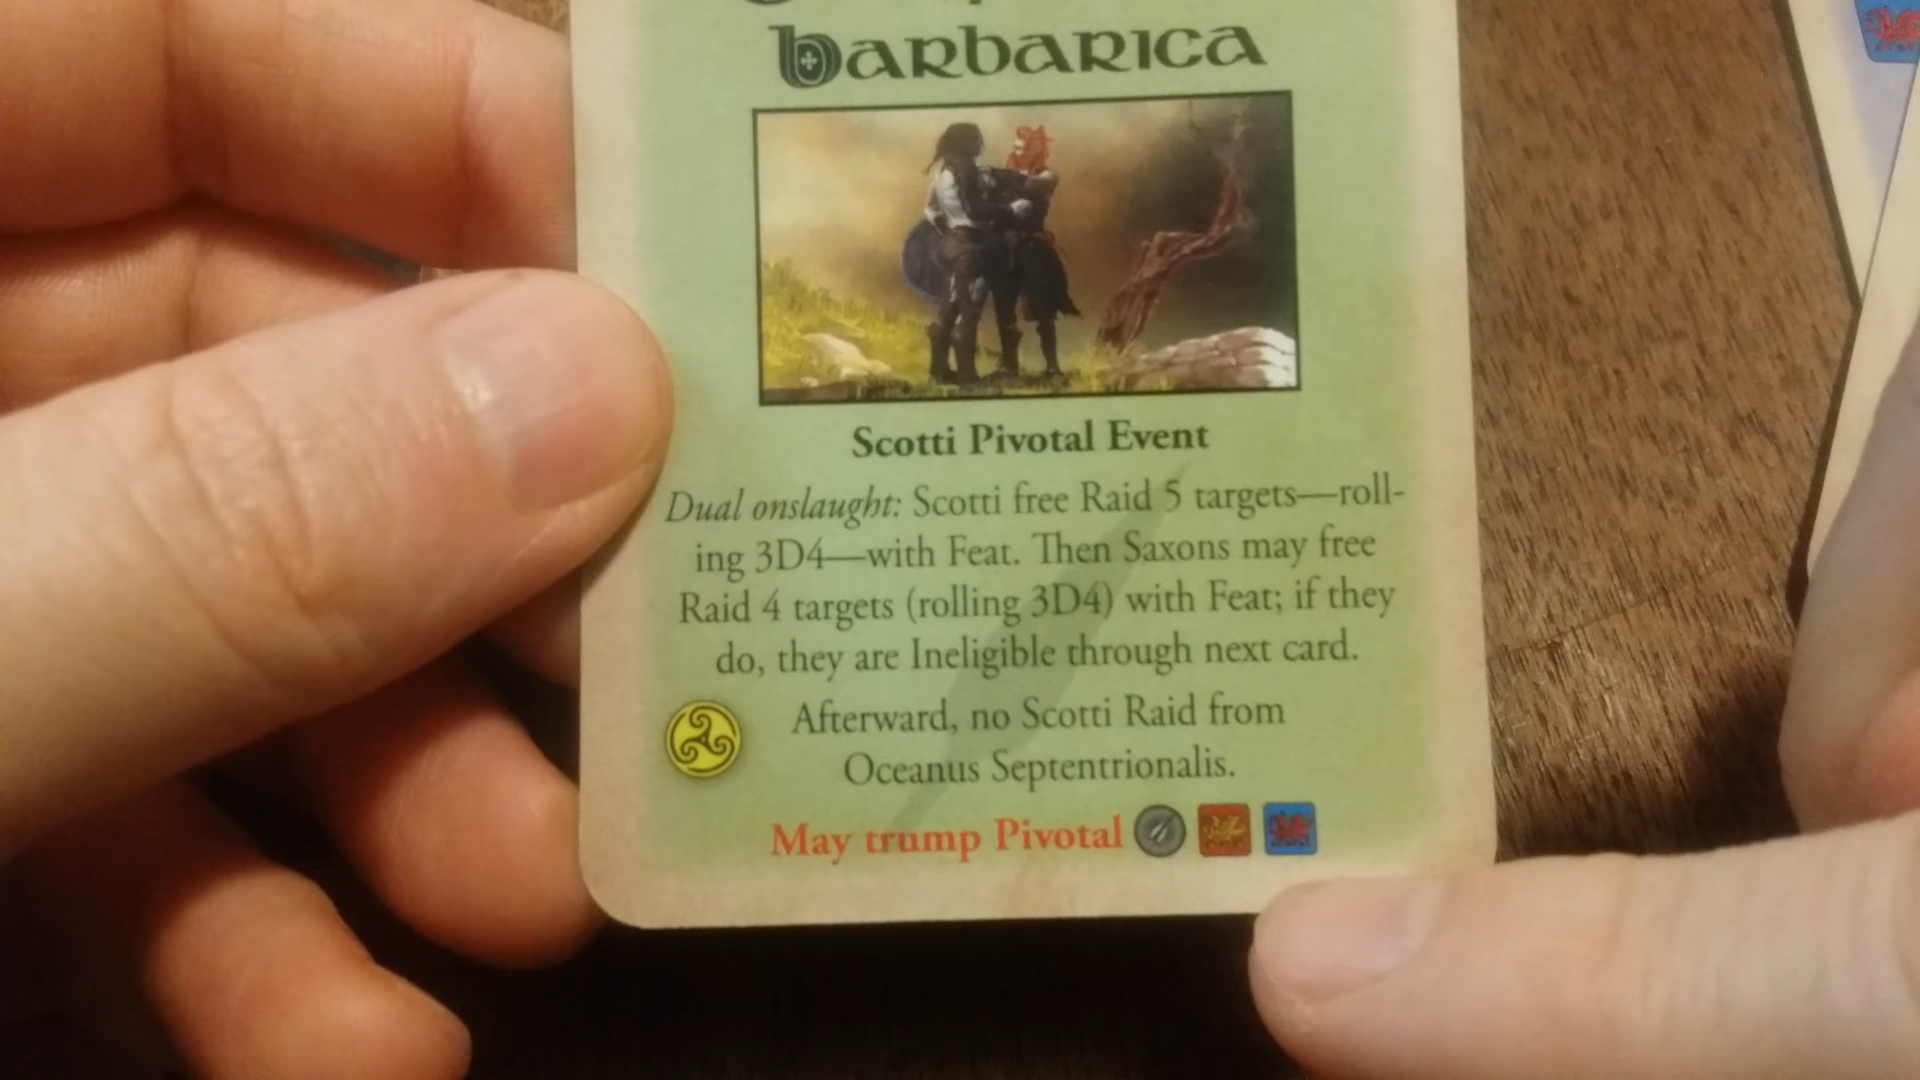 barbarica
Scotti Pivotal Event
Dual onslaught: Scotti free Raid 5 targets—roll-
ing 3D4—with Feat. Then Saxons may free
Raid 4 targets (rolling 3D4) with Feat; if they
do, they are Ineligible through next card.
Afterward, no Scotti Raid from
Oceanus Septentrionalis.
May trump Pivotal